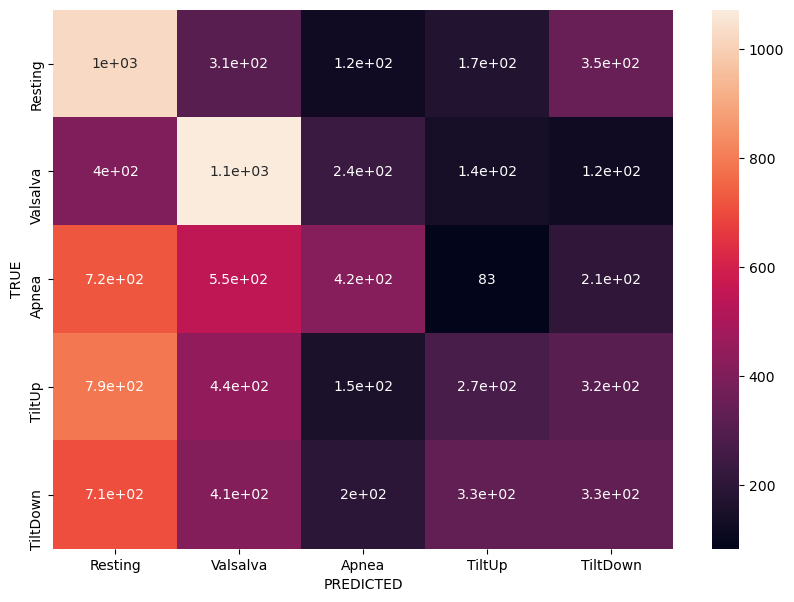 1e+03 3.1e+02 1.2e+02 1.7e+02 3.5e+02
4e+02 1.1e+03 2.4e+02 1.4e+02 1.2e+02
7.2e+02 5.5e+02 4.2e+02 83 2.1e+02
7.9e+02 4.4e+02 1.5e+02 2.7e+02 3.2e+02
7.1e+02 4.1e+02 2e+02 3.3e+02 3.3e+02
Resting
Valsalva
Apnea
TiltUp
TiltDown
TRUE
Resting Valsalva Apnea TiltUp TiltDown
PREDICTED
1000
800
600
400
200